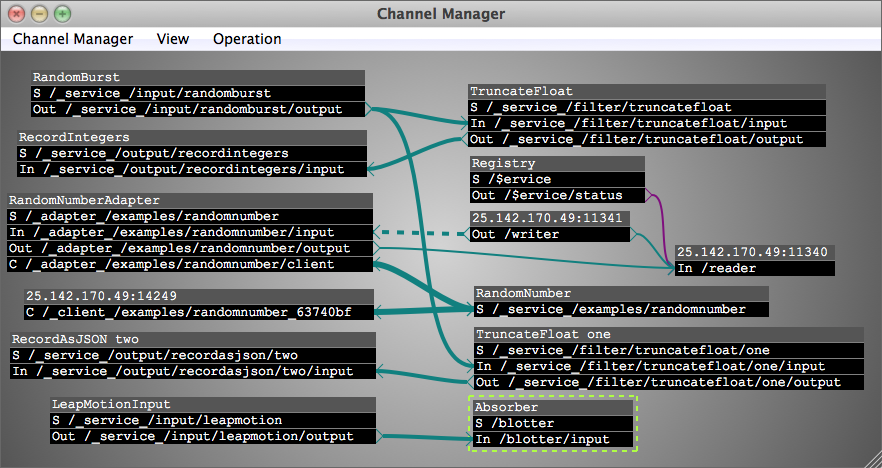 Channel Manager
Channel Manager View Operation
RandomBurst
S /_service_/input/randomburst
Out /_service_/input/randomburst/output
RecordIntegers
S /_service_/output/recordintegers
In /_service_/output/recordintegers/input
RandomNumberAdapter
S /_adapter_/examples/randomnumber
In /_adapter_/examples/randomnumber/input
Out /_adapter_/examples/randomnumber/output
C /_adapter_/examples/randomnumber/client
25.142.170.49:14249
C /_client_/examples/randomnumber_63740bf
RecordAsJSON two
S /_service_/output/recordasjson/two
In /_service_/output/recordasjson/two/input
LeapMotionInput
S /_service_/input/leapmotion
Out /_service_/input/leapmotion/output
TruncateFloat
S /_service_/filter/truncatefloat
In /_service_/filter/truncatefloat/input
Out /_service_/filter/truncatefloat/output
Registry
S /$ervice
Out /$ervice/status
25.142.170.49:11341
Out /writer
25.142.170.49:11340
In /reader
RandomNumber
S /_service_/examples/randomnumber
TruncateFloat one
S /_service_/filter/truncatefloat/one
In /_service_/filter/truncatefloat/one/input
Out /_service_/filter/truncatefloat/one/output
Absorber
S /blotter
In /blotter/input